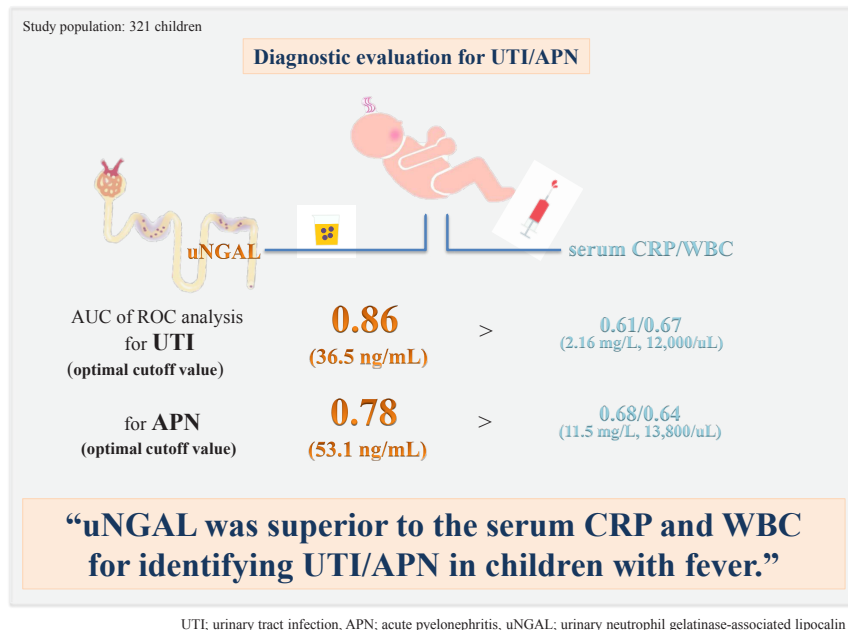 Study population: 321 children
Diagnostic evaluation for UTI/APN
uNGAL
serum CRP/WBC
AUC of ROC analysis
for UTI
(optimal cutoff value)
0.86
(36.5 ng/mL)
>
0.61/0.67
(2.16 mg/L, 12,000/uL)
for APN
(optimal cutoff value)
0.78
(53.1 ng/mL)
>
0.68/0.64
(11.5 mg/L, 13,800/uL)
“uNGAL was superior to the serum CRP and WBC
for identifying UTI/APN in children with fever.”
UTI; urinary tract infection, APN; acute pyelonephritis, uNGAL; urinary neutrophil gelatinase-associated lipocalin